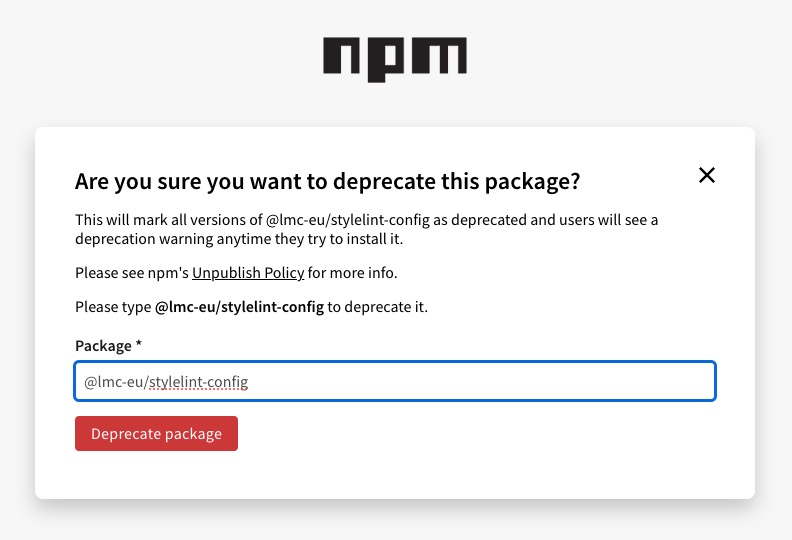 npm
Are you sure you want to deprecate this package?
This will mark all versions of @lmc-eu/stylelint-config as deprecated and users will see a
deprecation warning anytime they try to install it.
Please see npm's Unpublish Policy for more info.
Please type @lmc-eu/stylelint-config to deprecate it.
Package *
@lmc-eu/stylelint-config
Deprecate package